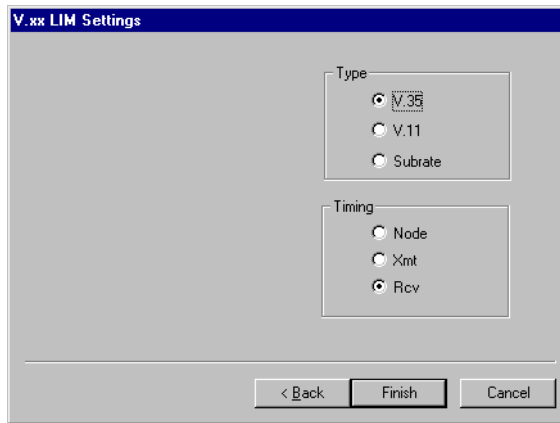 V.xx LIM Settings
Type
V.35
V.11
Subrate
Timing
Node
Xmt
Rcv
< Back
Finish
Cancel